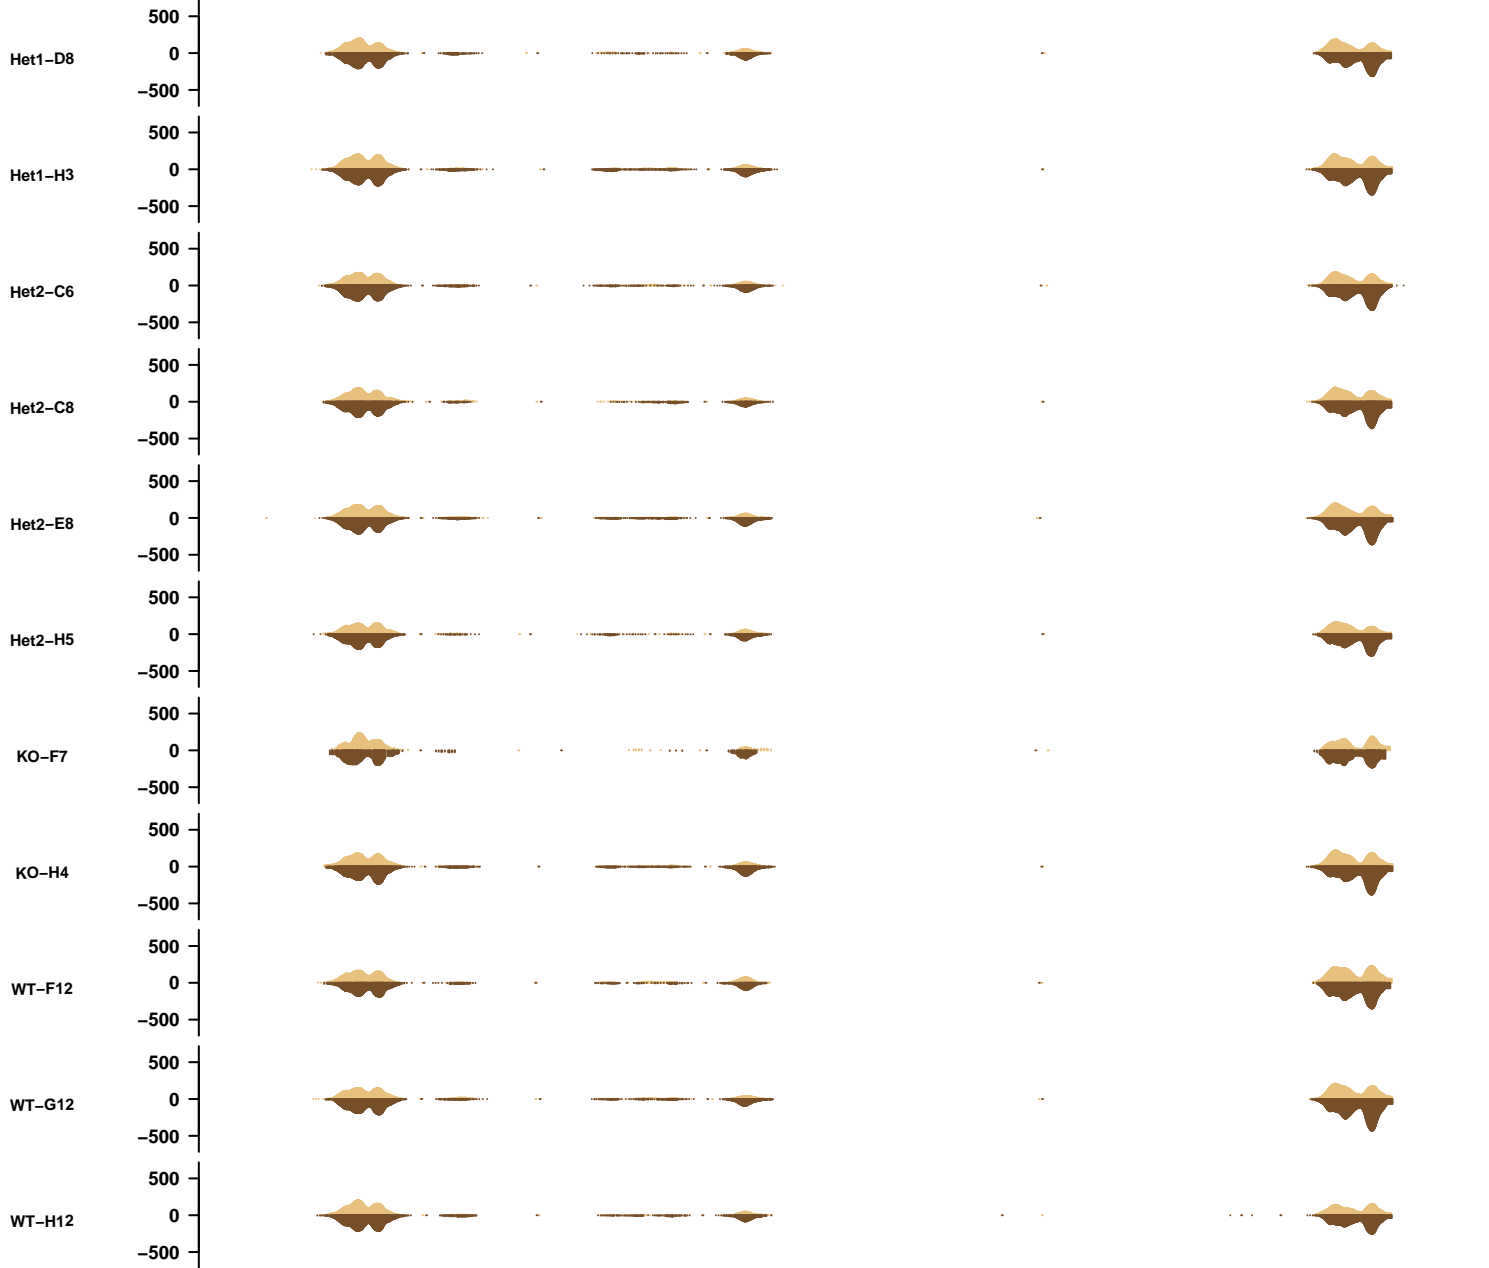 500
Het1–D8 0
–500
500
Het1–H3 0
–500
500
Het2–C6 0
–500
500
Het2–C8 0
–500
500
Het2–E8 0
–500
500
Het2–H5 0
–500
500
KO–F7 0
–500
500
KO–H4 0
–500
500
WT–F12 0
–500
500
WT–G12 0
–500
500
WT–H12 0
–500